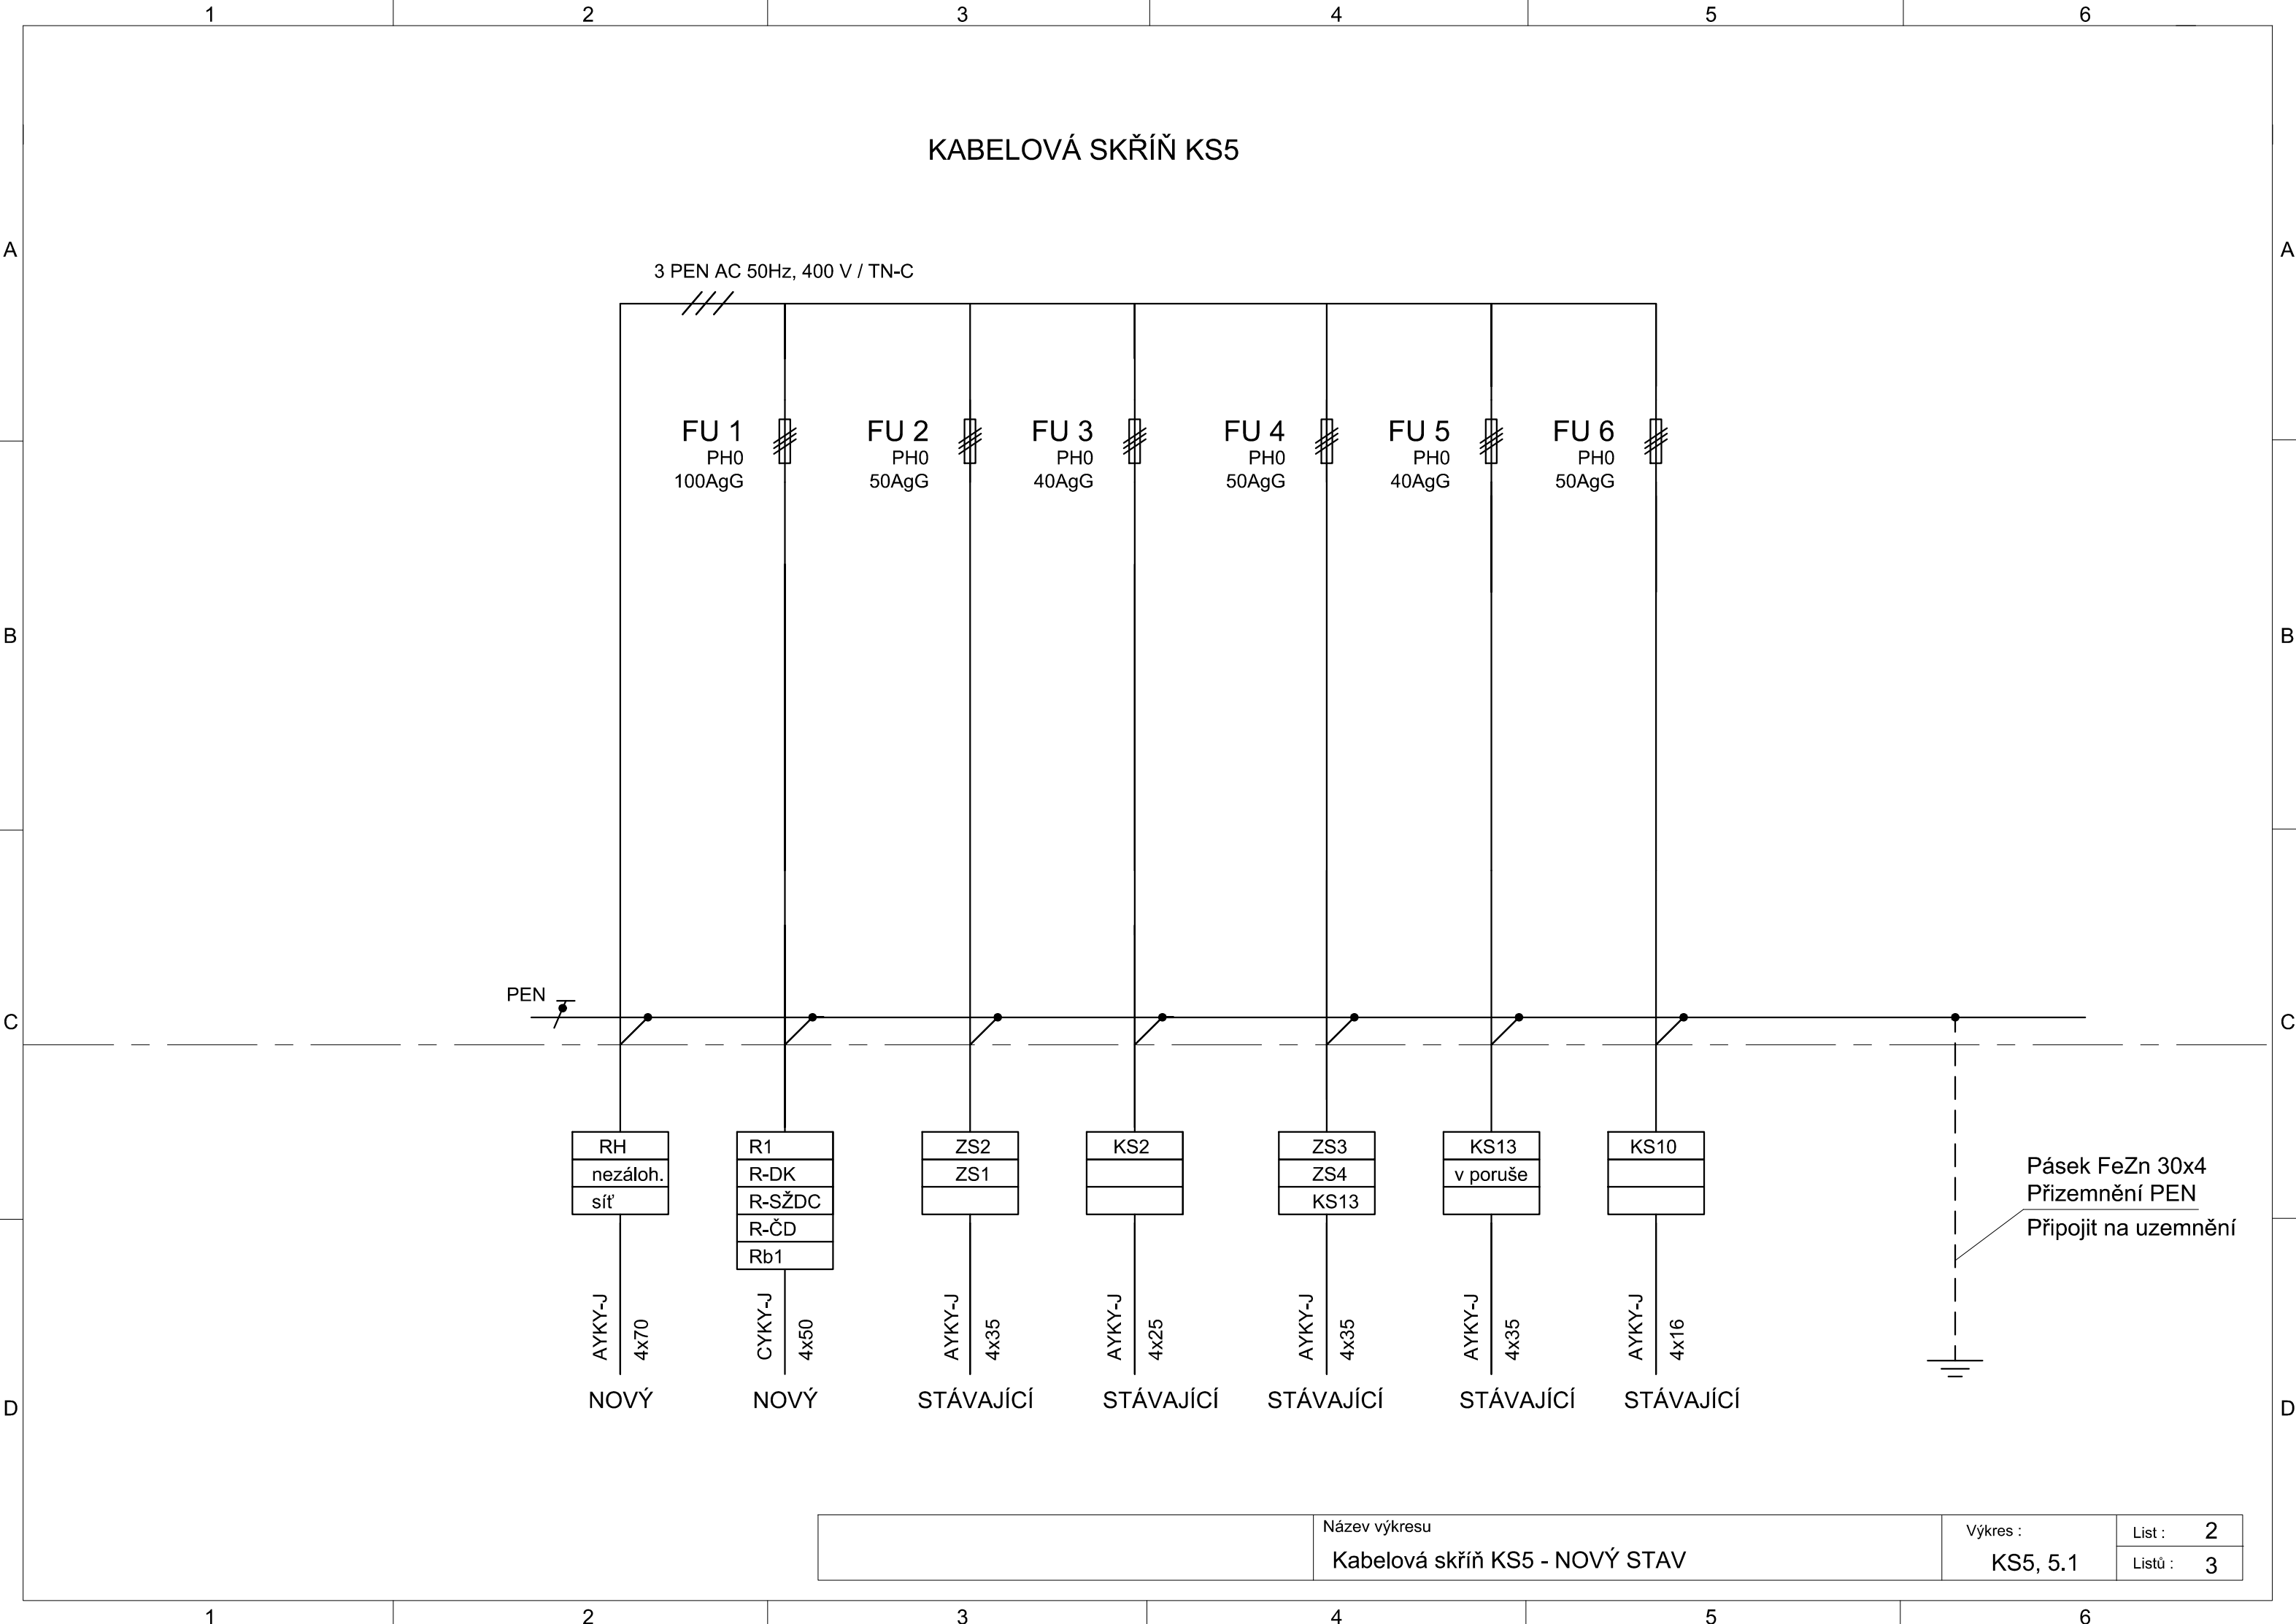 1 2 3 4 5 6
KABELOVÁ SKŘÍŇ KS5
A A
3 PEN AC 50Hz, 400 V / TN-C
FU 1 FU 2 FU 3 FU 4 FU 5 FU 6
PH0 PH0 PH0 PH0 PH0 PH0
100AgG 50AgG 40AgG 50AgG 40AgG 50AgG
B B
PEN
C C
RH
nezáloh.
síť
R1
R-DK
R-SŽDC
R-ČD
Rb1
ZS2
ZS1
KS2
ZS3
ZS4
KS13
KS13
v poruše
KS10
Pásek FeZn 30x4
Přizemnění PEN
Připojit na uzemnění
AYKY-J
4x70
CYKY-J
4x50
AYKY-J
4x35
AYKY-J
4x25
AYKY-J
4x35
AYKY-J
4x35
AYKY-J
4x16
NOVÝ NOVÝ STÁVAJÍCÍ STÁVAJÍCÍ STÁVAJÍCÍ STÁVAJÍCÍ STÁVAJÍCÍ
D D
Název výkresu
Kabelová skříň KS5 - NOVÝ STAV
Výkres :
KS5, 5.1
List : 2
Listů : 3
1 2 3 4 5 6